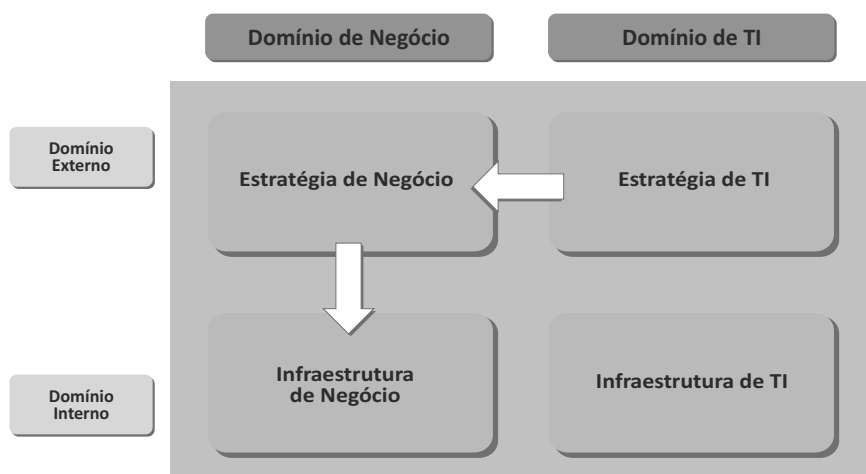 Domínio de Negócio
Domínio de TI
Domínio
Externo
Estratégia de Negócio
Estratégia de TI
Infraestrutura
de Negócio
Infraestrutura de TI
Domínio
Interno